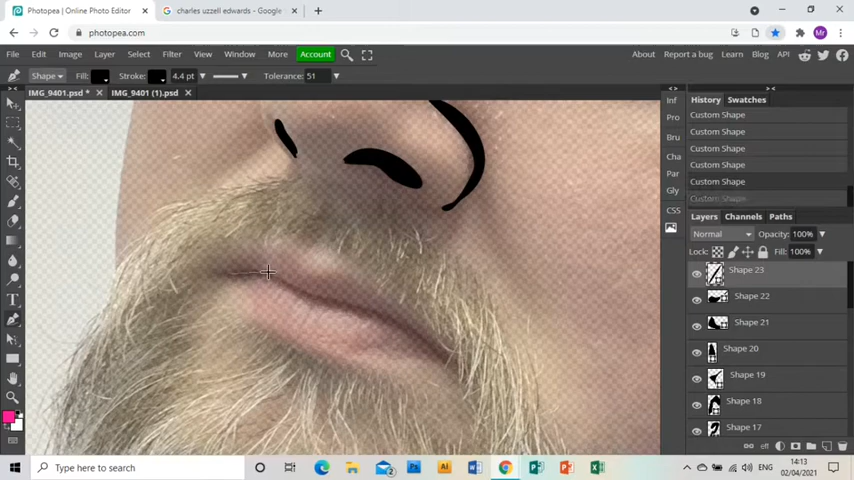 Photopea | Online Photo Editor
charles uzzell edwards - Google
photopea.com
File Edit Image Layer Select Filter View Window More Account
About Report a bug Learn Blog API
Shape Fill: Stroke: 4.4 pt Tolerance: 51
IMG_9401.psd * IMG_9401 (1).psd
Inf
Pro
Bru
Cha
Par
Gly
CSS
History Swatches
Custom Shape
Custom Shape
Custom Shape
Custom Shape
Custom Shape
Custom Shape
Layers Channels Paths
Normal Opacity: 100%
Lock: Fill: 100%
Shape 23
Shape 22
Shape 21
Shape 20
Shape 19
Shape 18
Shape 17
Type here to search
ENG
14:13
02/04/2021